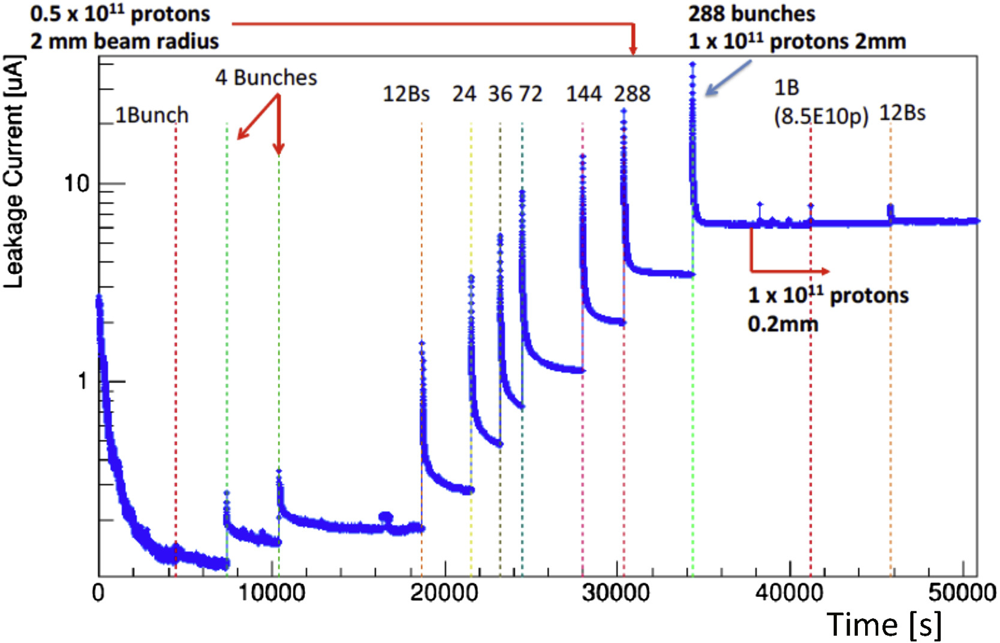 0.5 x 10¹¹ protons
2 mm beam radius
288 bunches
1 x 10¹¹ protons 2mm
Leakage Current [uA]
4 Bunches
1Bunch
12Bs 24 36 72 144 288
1B
(8.5E10p) 12Bs
10
1
1 x 10¹¹ protons
0.2mm
0 10000 20000 30000 40000 50000
Time [s]